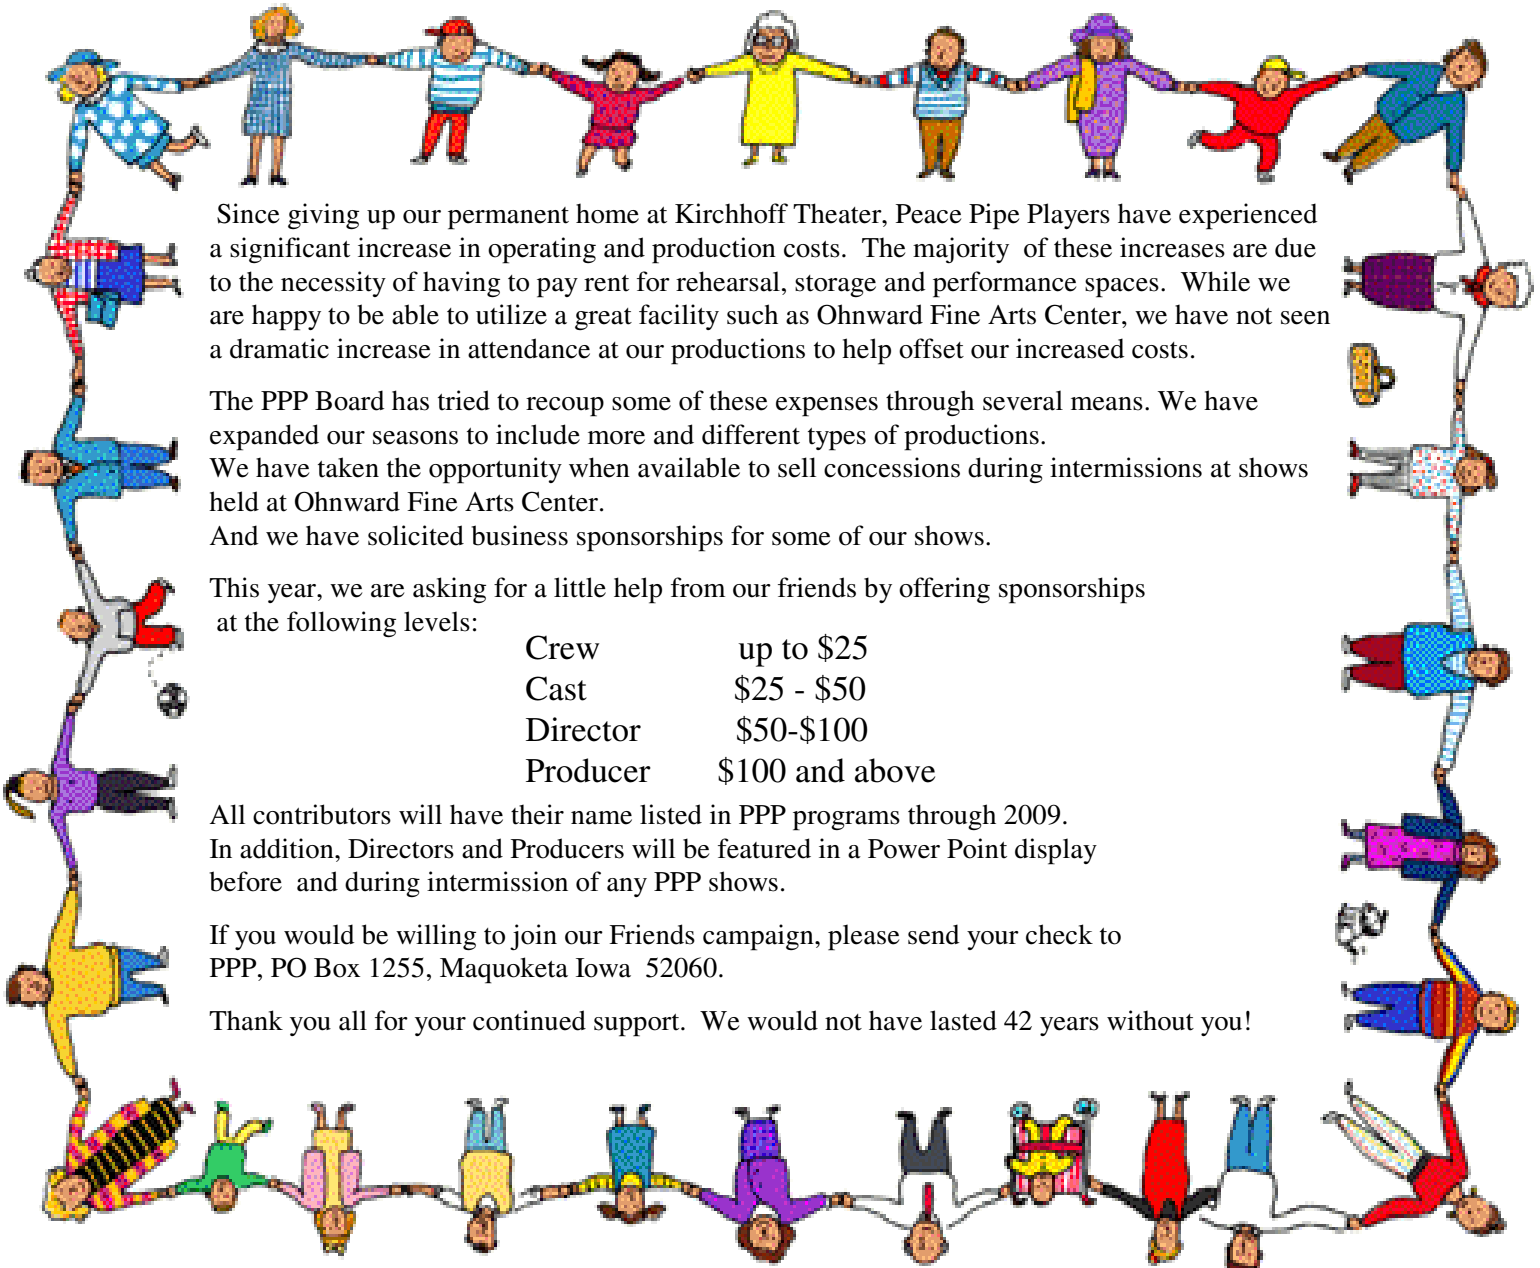 Since giving up our permanent home at Kirchhoff Theater, Peace Pipe Players have experienced
a significant increase in operating and production costs.  The majority  of these increases are due
to the necessity of having to pay rent for rehearsal, storage and performance spaces.  While we
are happy to be able to utilize a great facility such as Ohnward Fine Arts Center, we have not seen
a dramatic increase in attendance at our productions to help offset our increased costs.
The PPP Board has tried to recoup some of these expenses through several means. We have
expanded our seasons to include more and different types of productions.
We have taken the opportunity when available to sell concessions during intermissions at shows
held at Ohnward Fine Arts Center.
And we have solicited business sponsorships for some of our shows.
This year, we are asking for a little help from our friends by offering sponsorships
at the following levels:
Crew up to $25
Cast $25 - $50
Director $50-$100
Producer $100 and above
All contributors will have their name listed in PPP programs through 2009.
In addition, Directors and Producers will be featured in a Power Point display
before  and during intermission of any PPP shows.
If you would be willing to join our Friends campaign, please send your check to
PPP, PO Box 1255, Maquoketa Iowa  52060.
Thank you all for your continued support.  We would not have lasted 42 years without you!